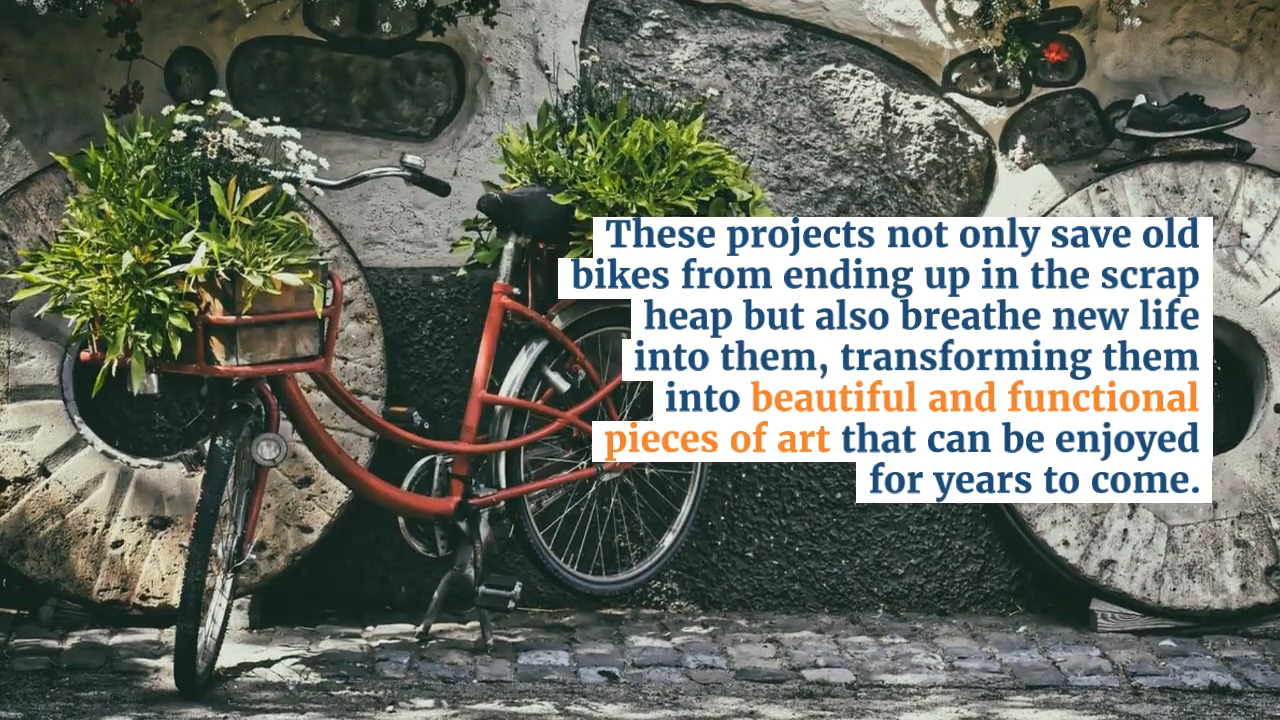 These projects not only save old
bikes from ending up in the scrap
heap but also breathe new life
into them, transforming them
into beautiful and functional
pieces of art that can be enjoyed
for years to come.